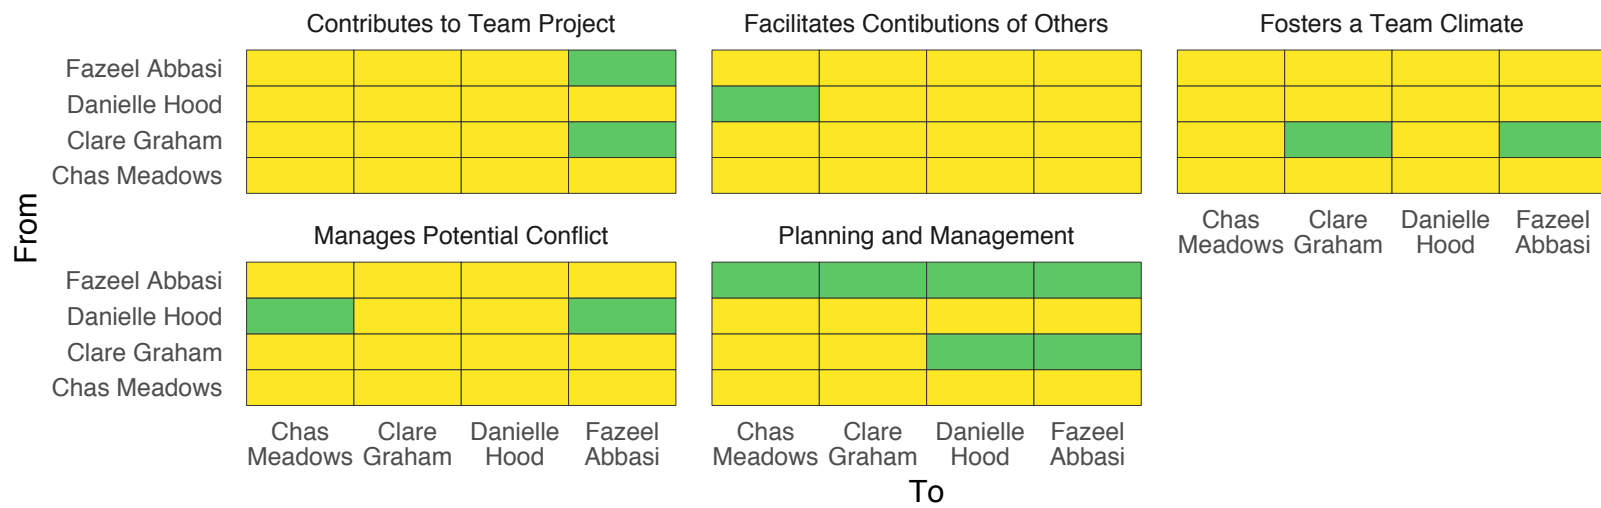 Contributes to Team Project
Facilitates Contibutions of Others
Fosters a Team Climate
Fazeel Abbasi
Danielle Hood
Clare Graham
Chas Meadows
Chas Meadows
Clare Graham
Danielle Hood
Fazeel Abbasi
From
Manages Potential Conflict
Planning and Management
Fazeel Abbasi
Danielle Hood
Clare Graham
Chas Meadows
Chas Meadows
Clare Graham
Danielle Hood
Fazeel Abbasi
Chas Meadows
Clare Graham
Danielle Hood
Fazeel Abbasi
To